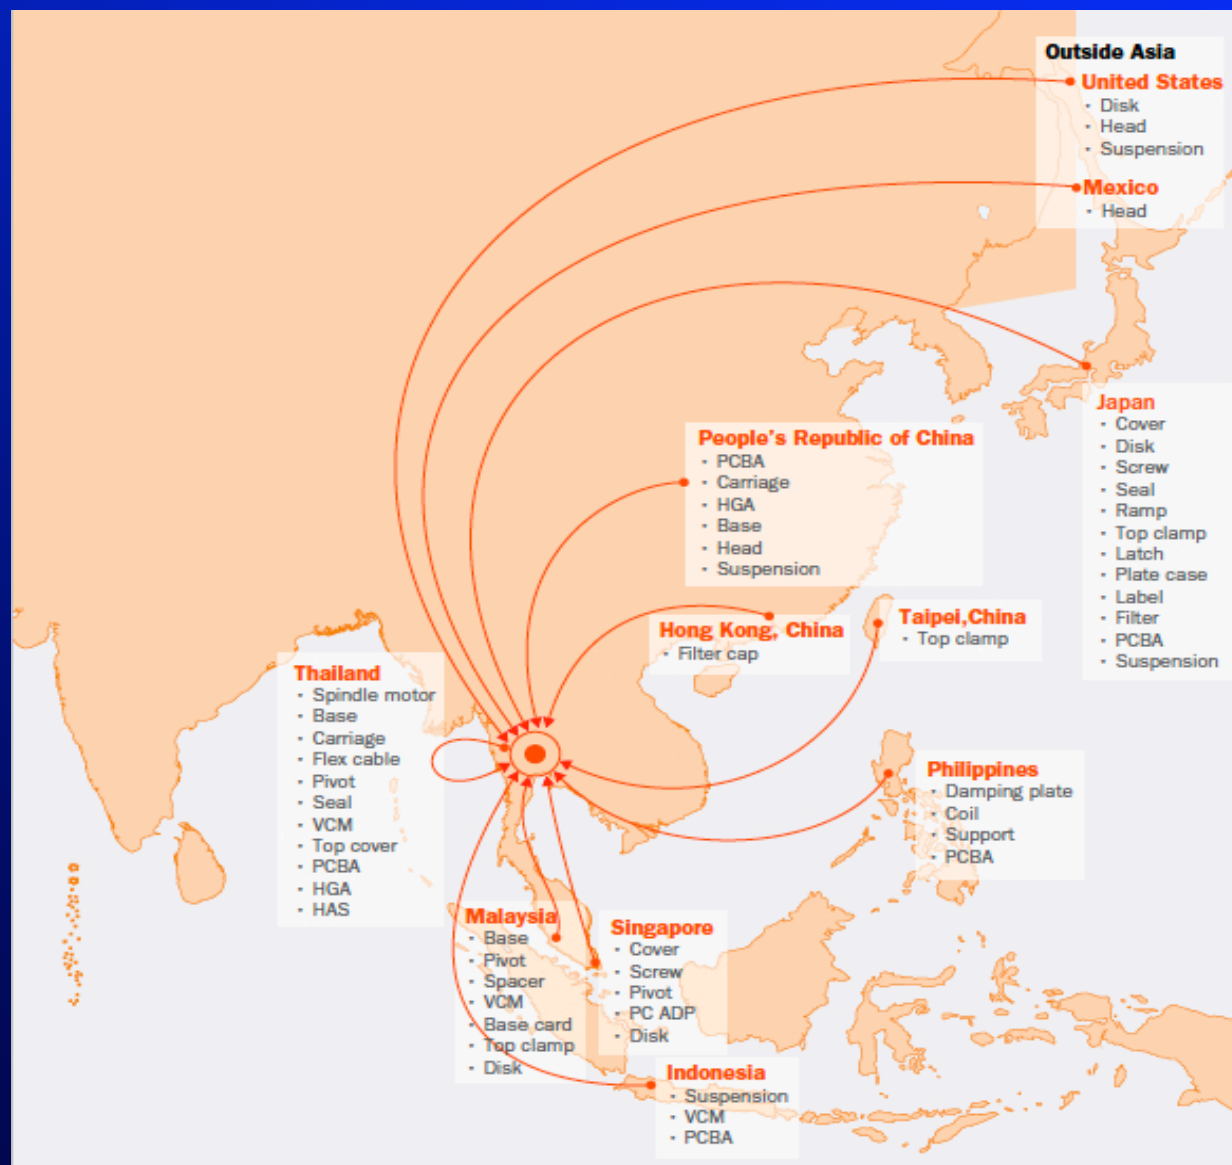 Outside Asia
United States
· Disk
· Head
· Suspension
Mexico
· Head
Japan
· Cover
· Disk
· Screw
· Seal
· Ramp
· Top clamp
· Latch
· Plate case
· Label
· Filter
· PCBA
· Suspension
People's Republic of China
· PCBA
· Carriage
· HGA
· Base
· Head
· Suspension
Hong Kong, China
· Filter cap
Taipei,China
· Top clamp
Thailand
· Spindle motor
· Base
· Carriage
· Flex cable
· Pivot
· Seal
· VCM
· Top cover
· PCBA
· HGA
· HAS
Philippines
· Damping plate
· Coil
· Support
· PCBA
Malaysia
· Base
· Pivot
· Spacer
· VCM
· Base card
· Top clamp
· Disk
Singapore
· Cover
· Screw
· Pivot
· PC ADP
· Disk
Indonesia
· Suspension
· VCM
· PCBA